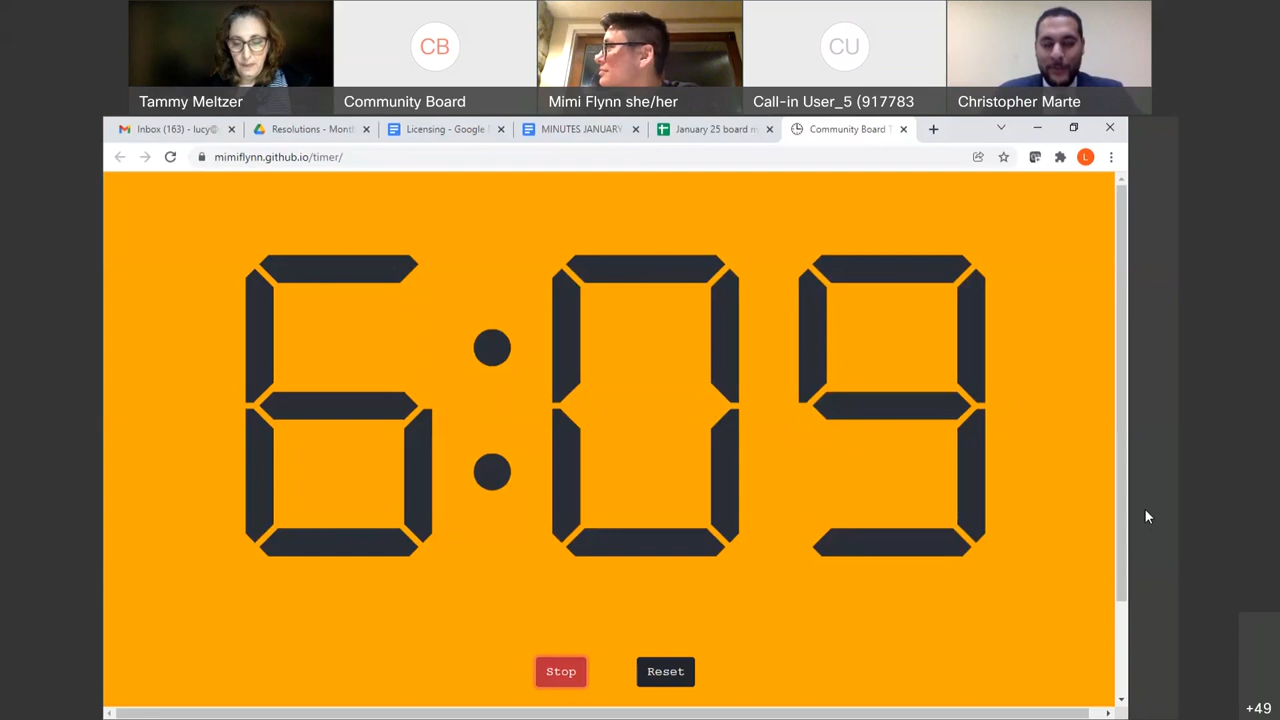 CB
CU
Tammy Meltzer
Community Board
Mimi Flynn she/her
Call-in User_5 (917783
Christopher Marte
Inbox (163) - lucy@
Resolutions - Mont
Licensing - Google
MINUTES JANUARY
January 25 board m
Community Board T
mimiflynn.github.io/timer/
L
6:09
Stop
Reset
+49